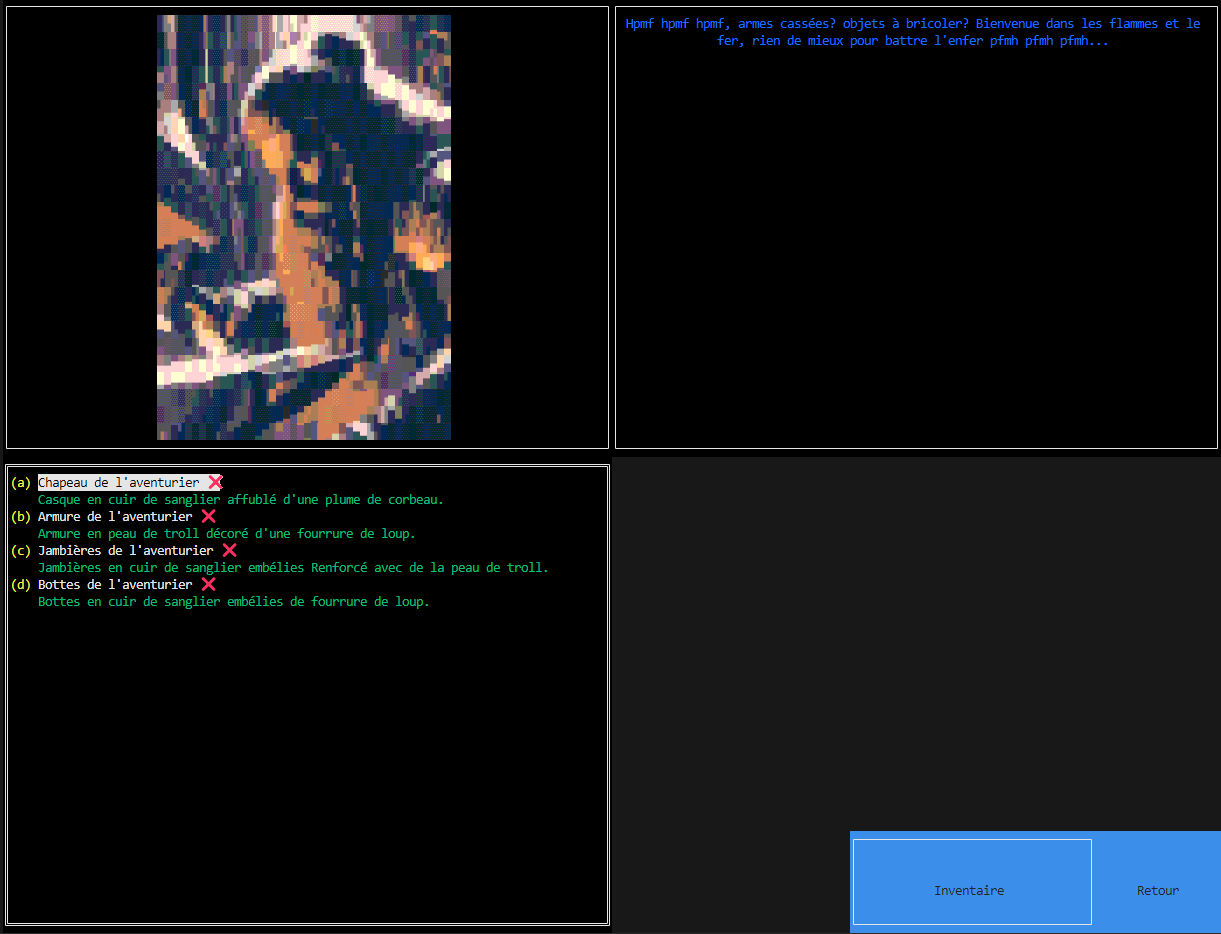 Hpmf hpmf hpmf, armes cassées? objets à bricoler? Bienvenue dans les flammes et le
fer, rien de mieux pour battre l'enfer pfmh pfmh pfmh...
(a) Chapeau de l'aventurier ❌
Casque en cuir de sanglier affublé d'une plume de corbeau.
(b) Armure de l'aventurier ❌
Armure en peau de troll décoré d'une fourrure de loup.
(c) Jambières de l'aventurier ❌
Jambières en cuir de sanglier embélies Renforcé avec de la peau de troll.
(d) Bottes de l'aventurier ❌
Bottes en cuir de sanglier embélies de fourrure de loup.
Inventaire
Retour